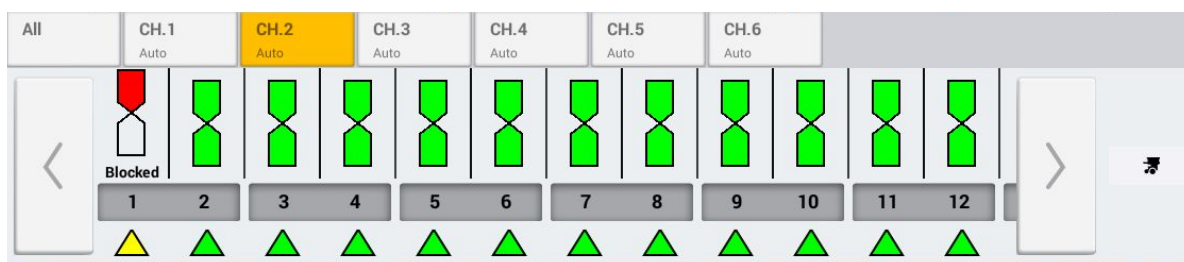 All CH.1 CH.2 CH.3 CH.4 CH.5 CH.6
Auto Auto Auto Auto Auto Auto
Blocked
1 2 3 4 5 6 7 8 9 10 11 12